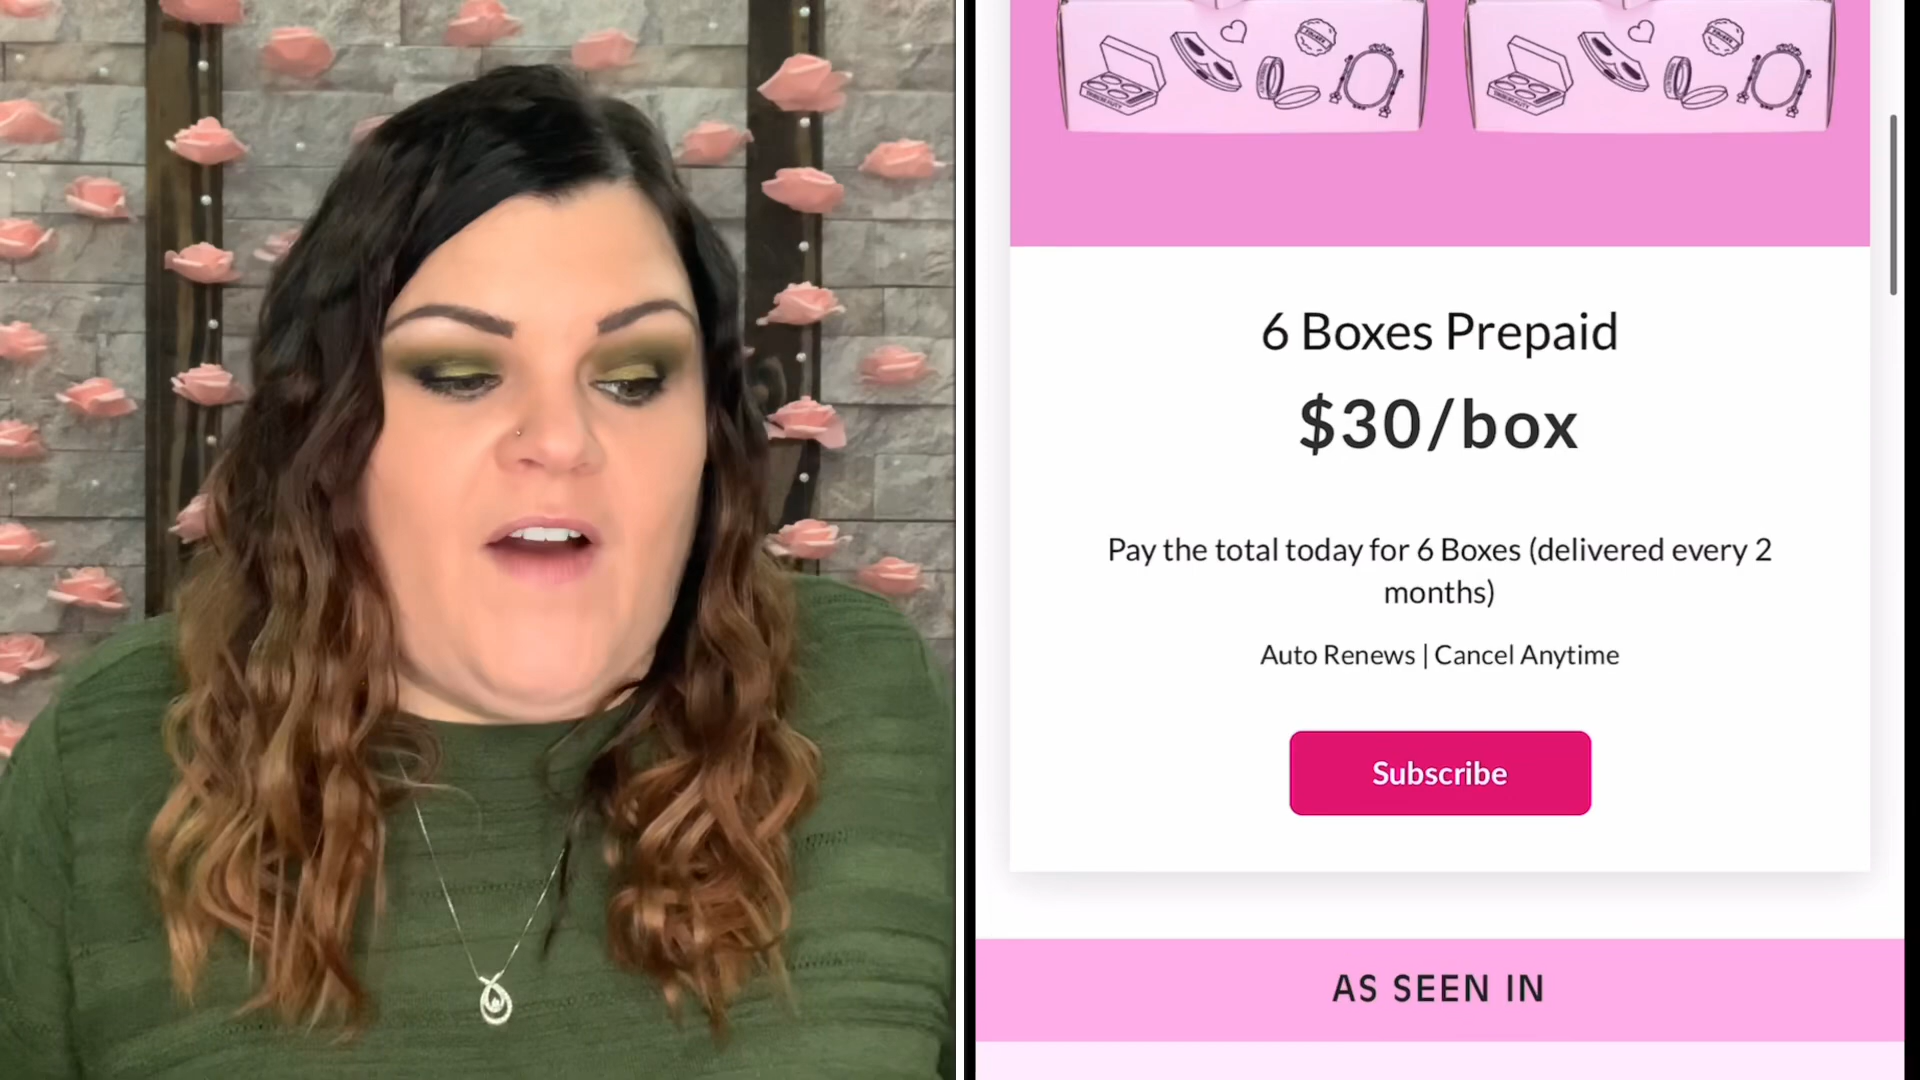 6 Boxes Prepaid
$30/box
Pay the total today for 6 Boxes (delivered every 2
months)
Auto Renews | Cancel Anytime
Subscribe
AS SEEN IN